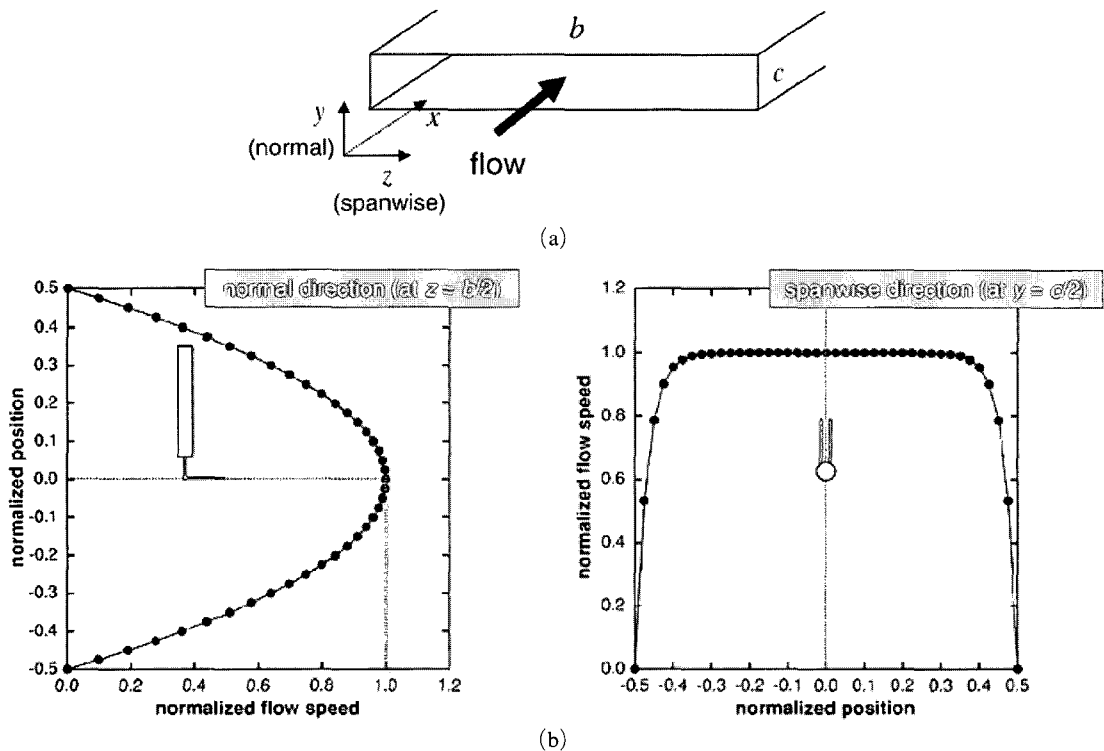 (a)
b
c
y
(normal)
x
flow
z
(spanwise)
normal direction (at z = b/2)
normalized position
0.5
0.4
0.3
0.2
0.1
0.0
-0.1
-0.2
-0.3
-0.4
-0.5
0.0 0.2 0.4 0.6 0.8 1.0 1.2
normalized flow speed
spanwise direction (at y = c/2)
normalized flow speed
1.2
1.0
0.8
0.6
0.4
0.2
0.0
-0.5 -0.4 -0.3 -0.2 -0.1 0.0 0.1 0.2 0.3 0.4 0.5
normalized position
(b)